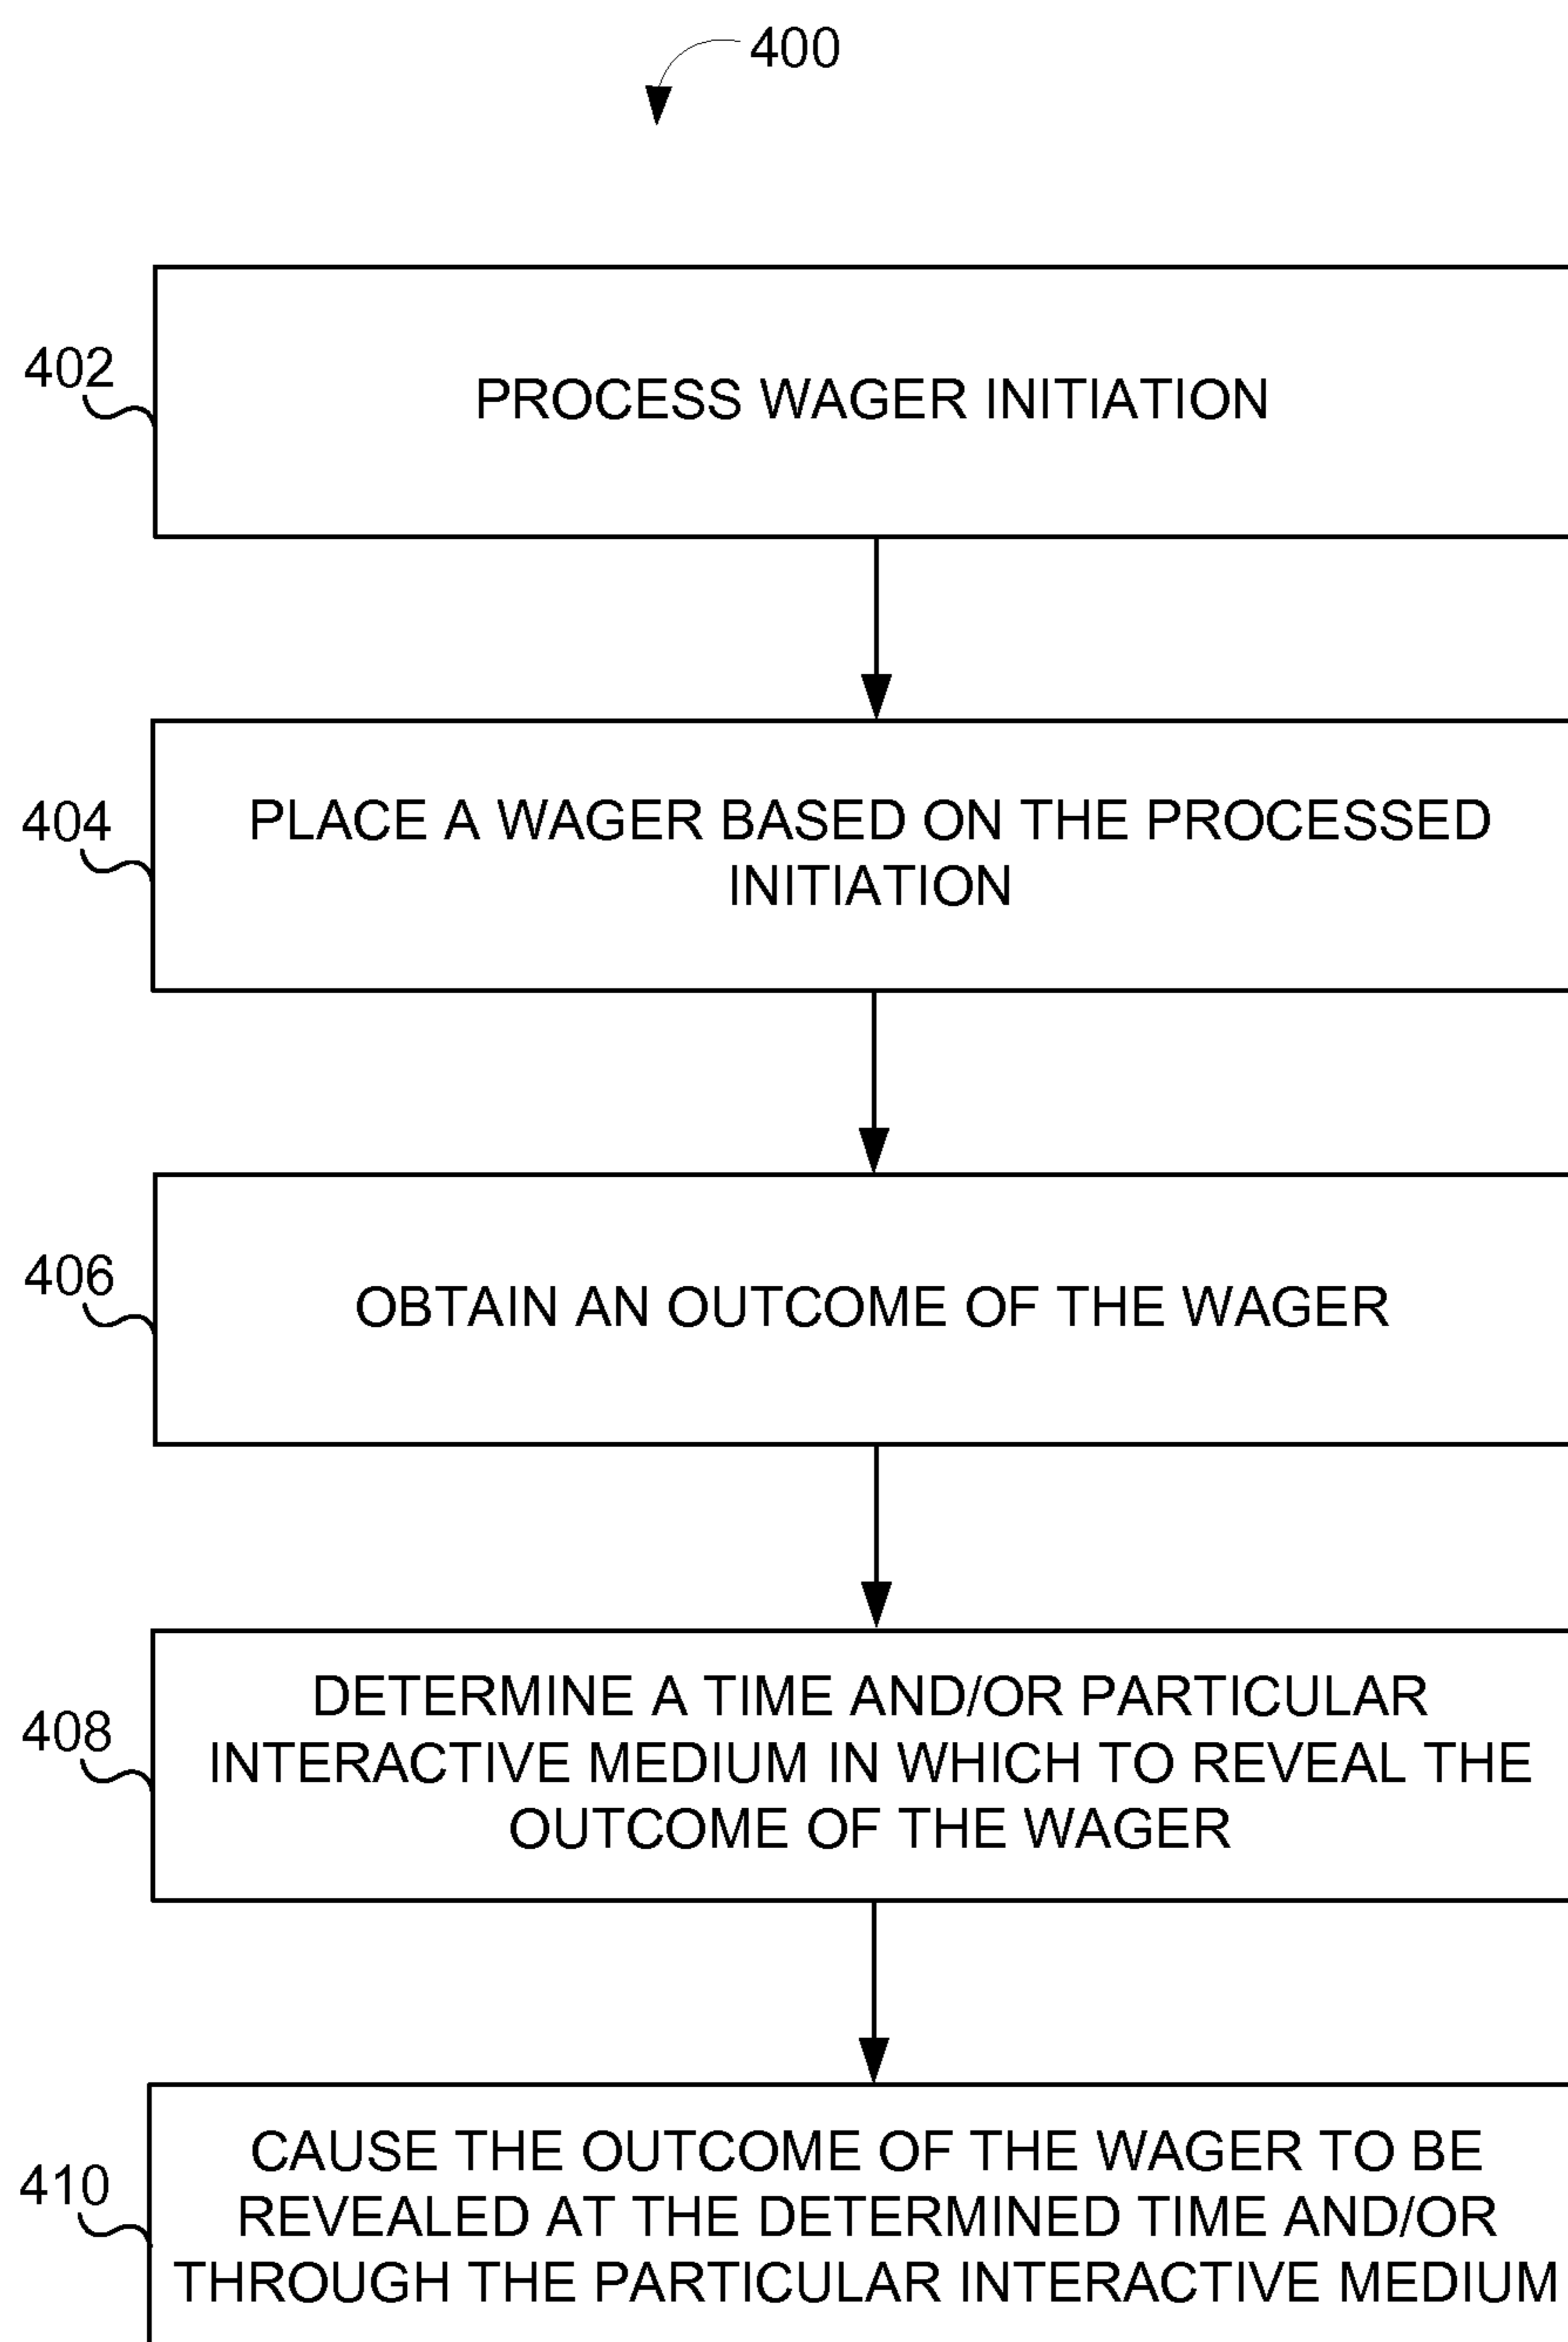 400
402
PROCESS WAGER INITIATION
404
PLACE A WAGER BASED ON THE PROCESSED
INITIATION
406
OBTAIN AN OUTCOME OF THE WAGER
408
DETERMINE A TIME AND/OR PARTICULAR
INTERACTIVE MEDIUM IN WHICH TO REVEAL THE
OUTCOME OF THE WAGER
410
CAUSE THE OUTCOME OF THE WAGER TO BE
REVEALED AT THE DETERMINED TIME AND/OR
THROUGH THE PARTICULAR INTERACTIVE MEDIUM